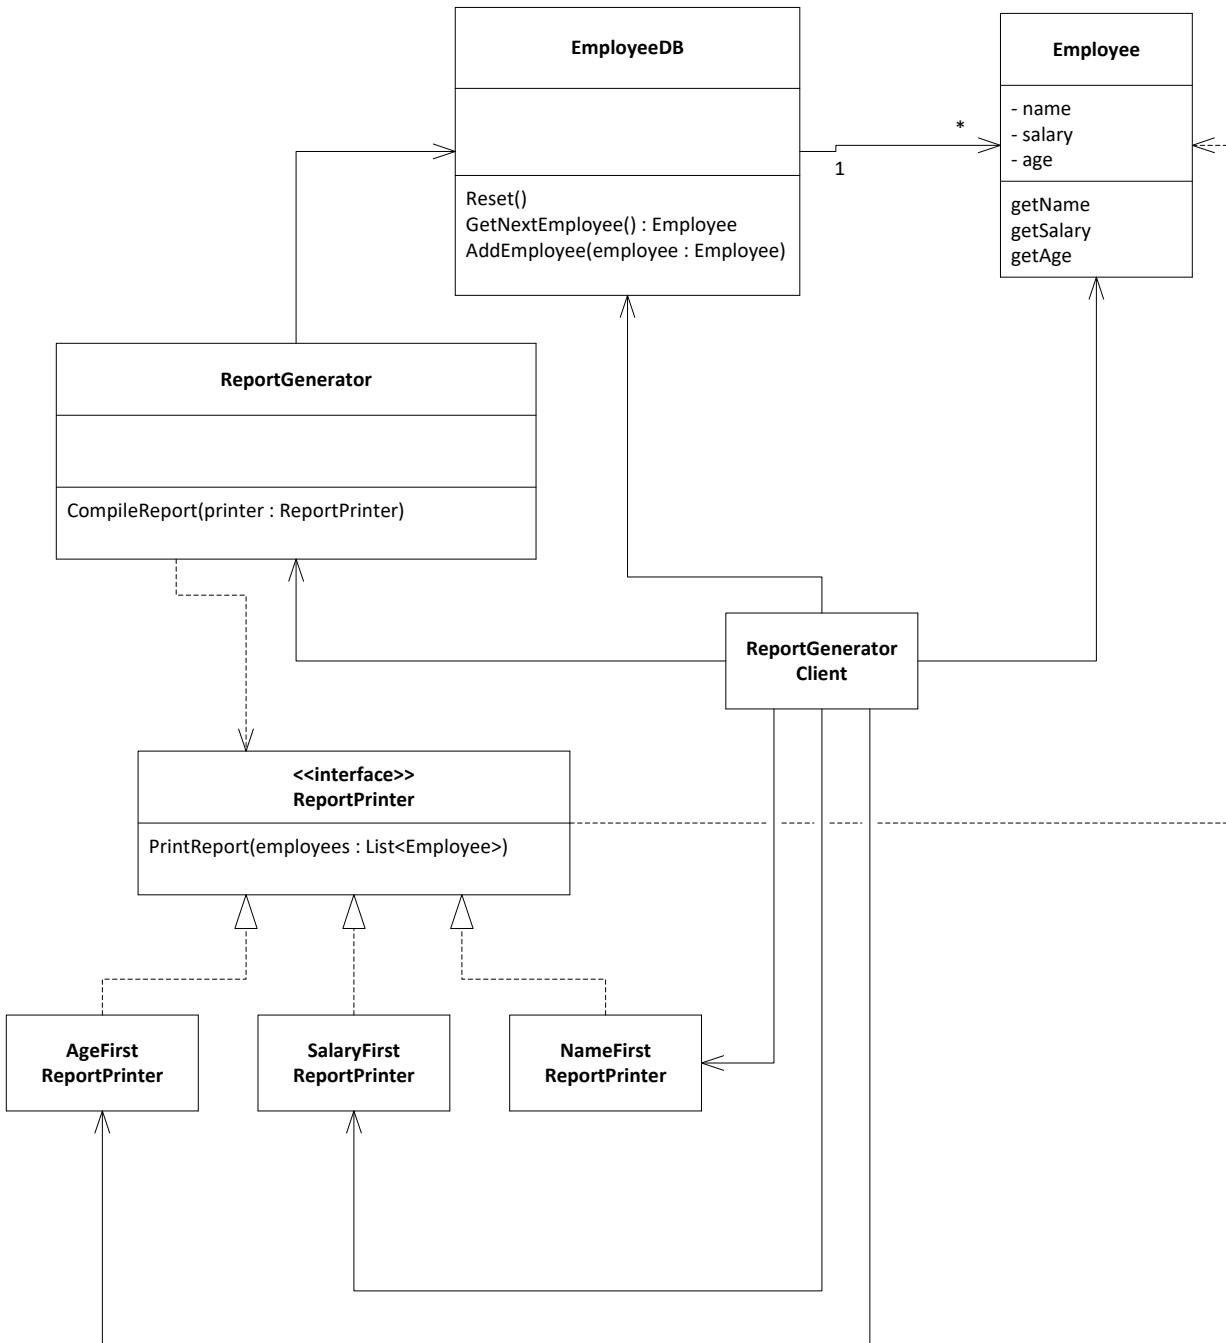 EmployeeDB
Reset()
GetNextEmployee() : Employee
AddEmployee(employee : Employee)
Employee
- name
- salary
- age
getName
getSalary
getAge
*
1
ReportGenerator
CompileReport(printer : ReportPrinter)
ReportGenerator
Client
<<interface>>
ReportPrinter
PrintReport(employees : List<Employee>)
AgeFirst
ReportPrinter
SalaryFirst
ReportPrinter
NameFirst
ReportPrinter